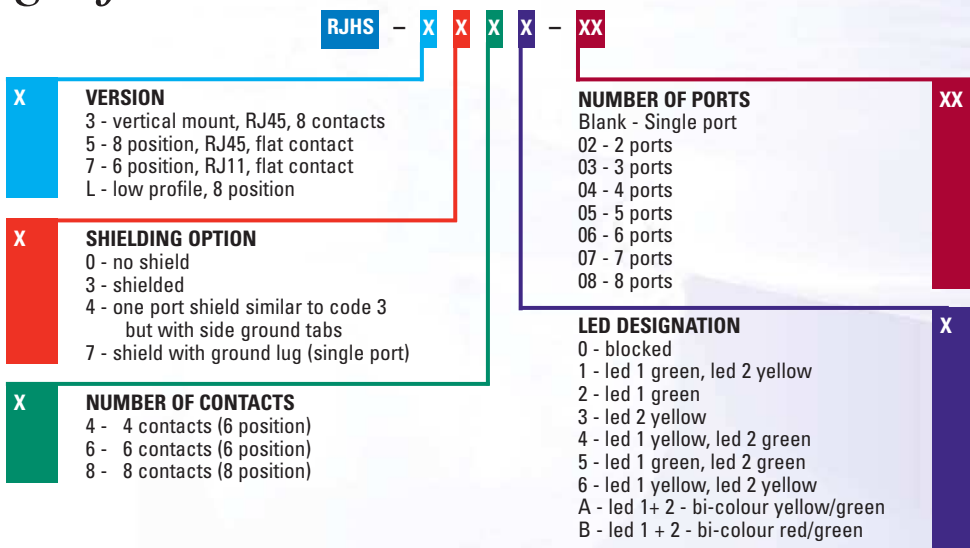 RJHS – X X X X – XX
X VERSION
3 - vertical mount, RJ45, 8 contacts
5 - 8 position, RJ45, flat contact
7 - 6 position, RJ11, flat contact
L - low profile, 8 position
X SHIELDING OPTION
0 - no shield
3 - shielded
4 - one port shield similar to code 3
but with side ground tabs
7 - shield with ground lug (single port)
X NUMBER OF CONTACTS
4 - 4 contacts (6 position)
6 - 6 contacts (6 position)
8 - 8 contacts (8 position)
NUMBER OF PORTS XX
Blank - Single port
02 - 2 ports
03 - 3 ports
04 - 4 ports
05 - 5 ports
06 - 6 ports
07 - 7 ports
08 - 8 ports
LED DESIGNATION X
0 - blocked
1 - led 1 green, led 2 yellow
2 - led 1 green
3 - led 2 yellow
4 - led 1 yellow, led 2 green
5 - led 1 green, led 2 green
6 - led 1 yellow, led 2 yellow
A - led 1+ 2 - bi-colour yellow/green
B - led 1 + 2 - bi-colour red/green